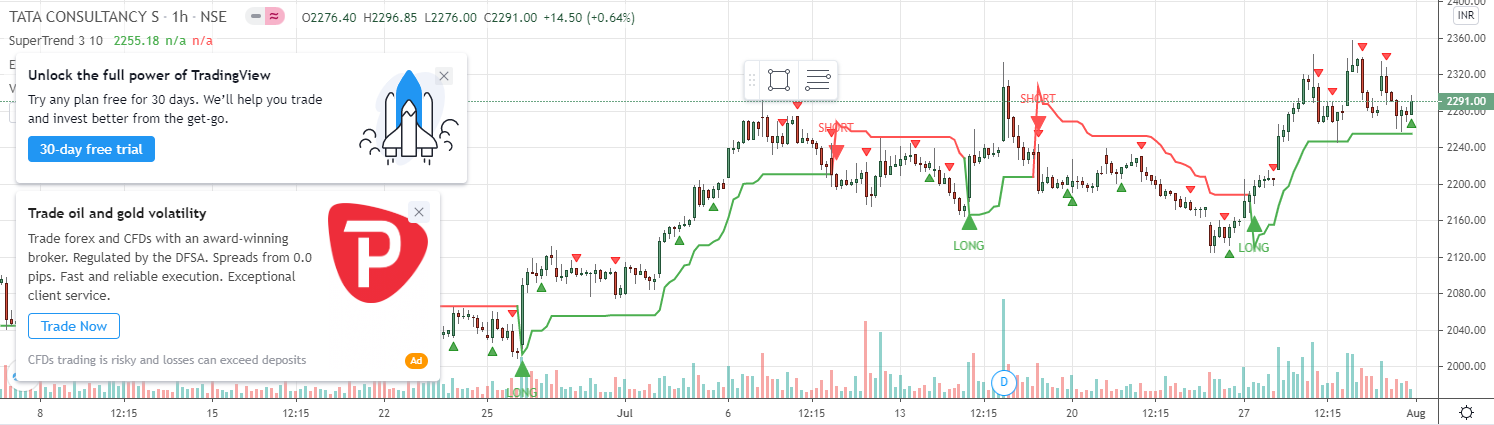 TATA CONSULTANCY S · 1h · NSE
O2276.40 H2296.85 L2276.00 C2291.00 +14.50 (+0.64%)
SuperTrend 3 10 2255.18 n/a n/a
Unlock the full power of TradingView
Try any plan free for 30 days. We'll help you trade
and invest better from the get-go.
30-day free trial
Trade oil and gold volatility
Trade forex and CFDs with an award-winning
broker. Regulated by the DFSA. Spreads from 0.0
pips. Fast and reliable execution. Exceptional
client service.
Trade Now
CFDs trading is risky and losses can exceed deposits
Ad
P
SHORT
SHORT
LONG
LONG
LONG
D
INR
2400.00
2360.00
2320.00
2291.00
2280.00
2240.00
2200.00
2160.00
2120.00
2080.00
2040.00
2000.00
8 12:15 15 12:15 22 25 Jul 6 12:15 13 12:15 20 12:15 27 12:15 Aug